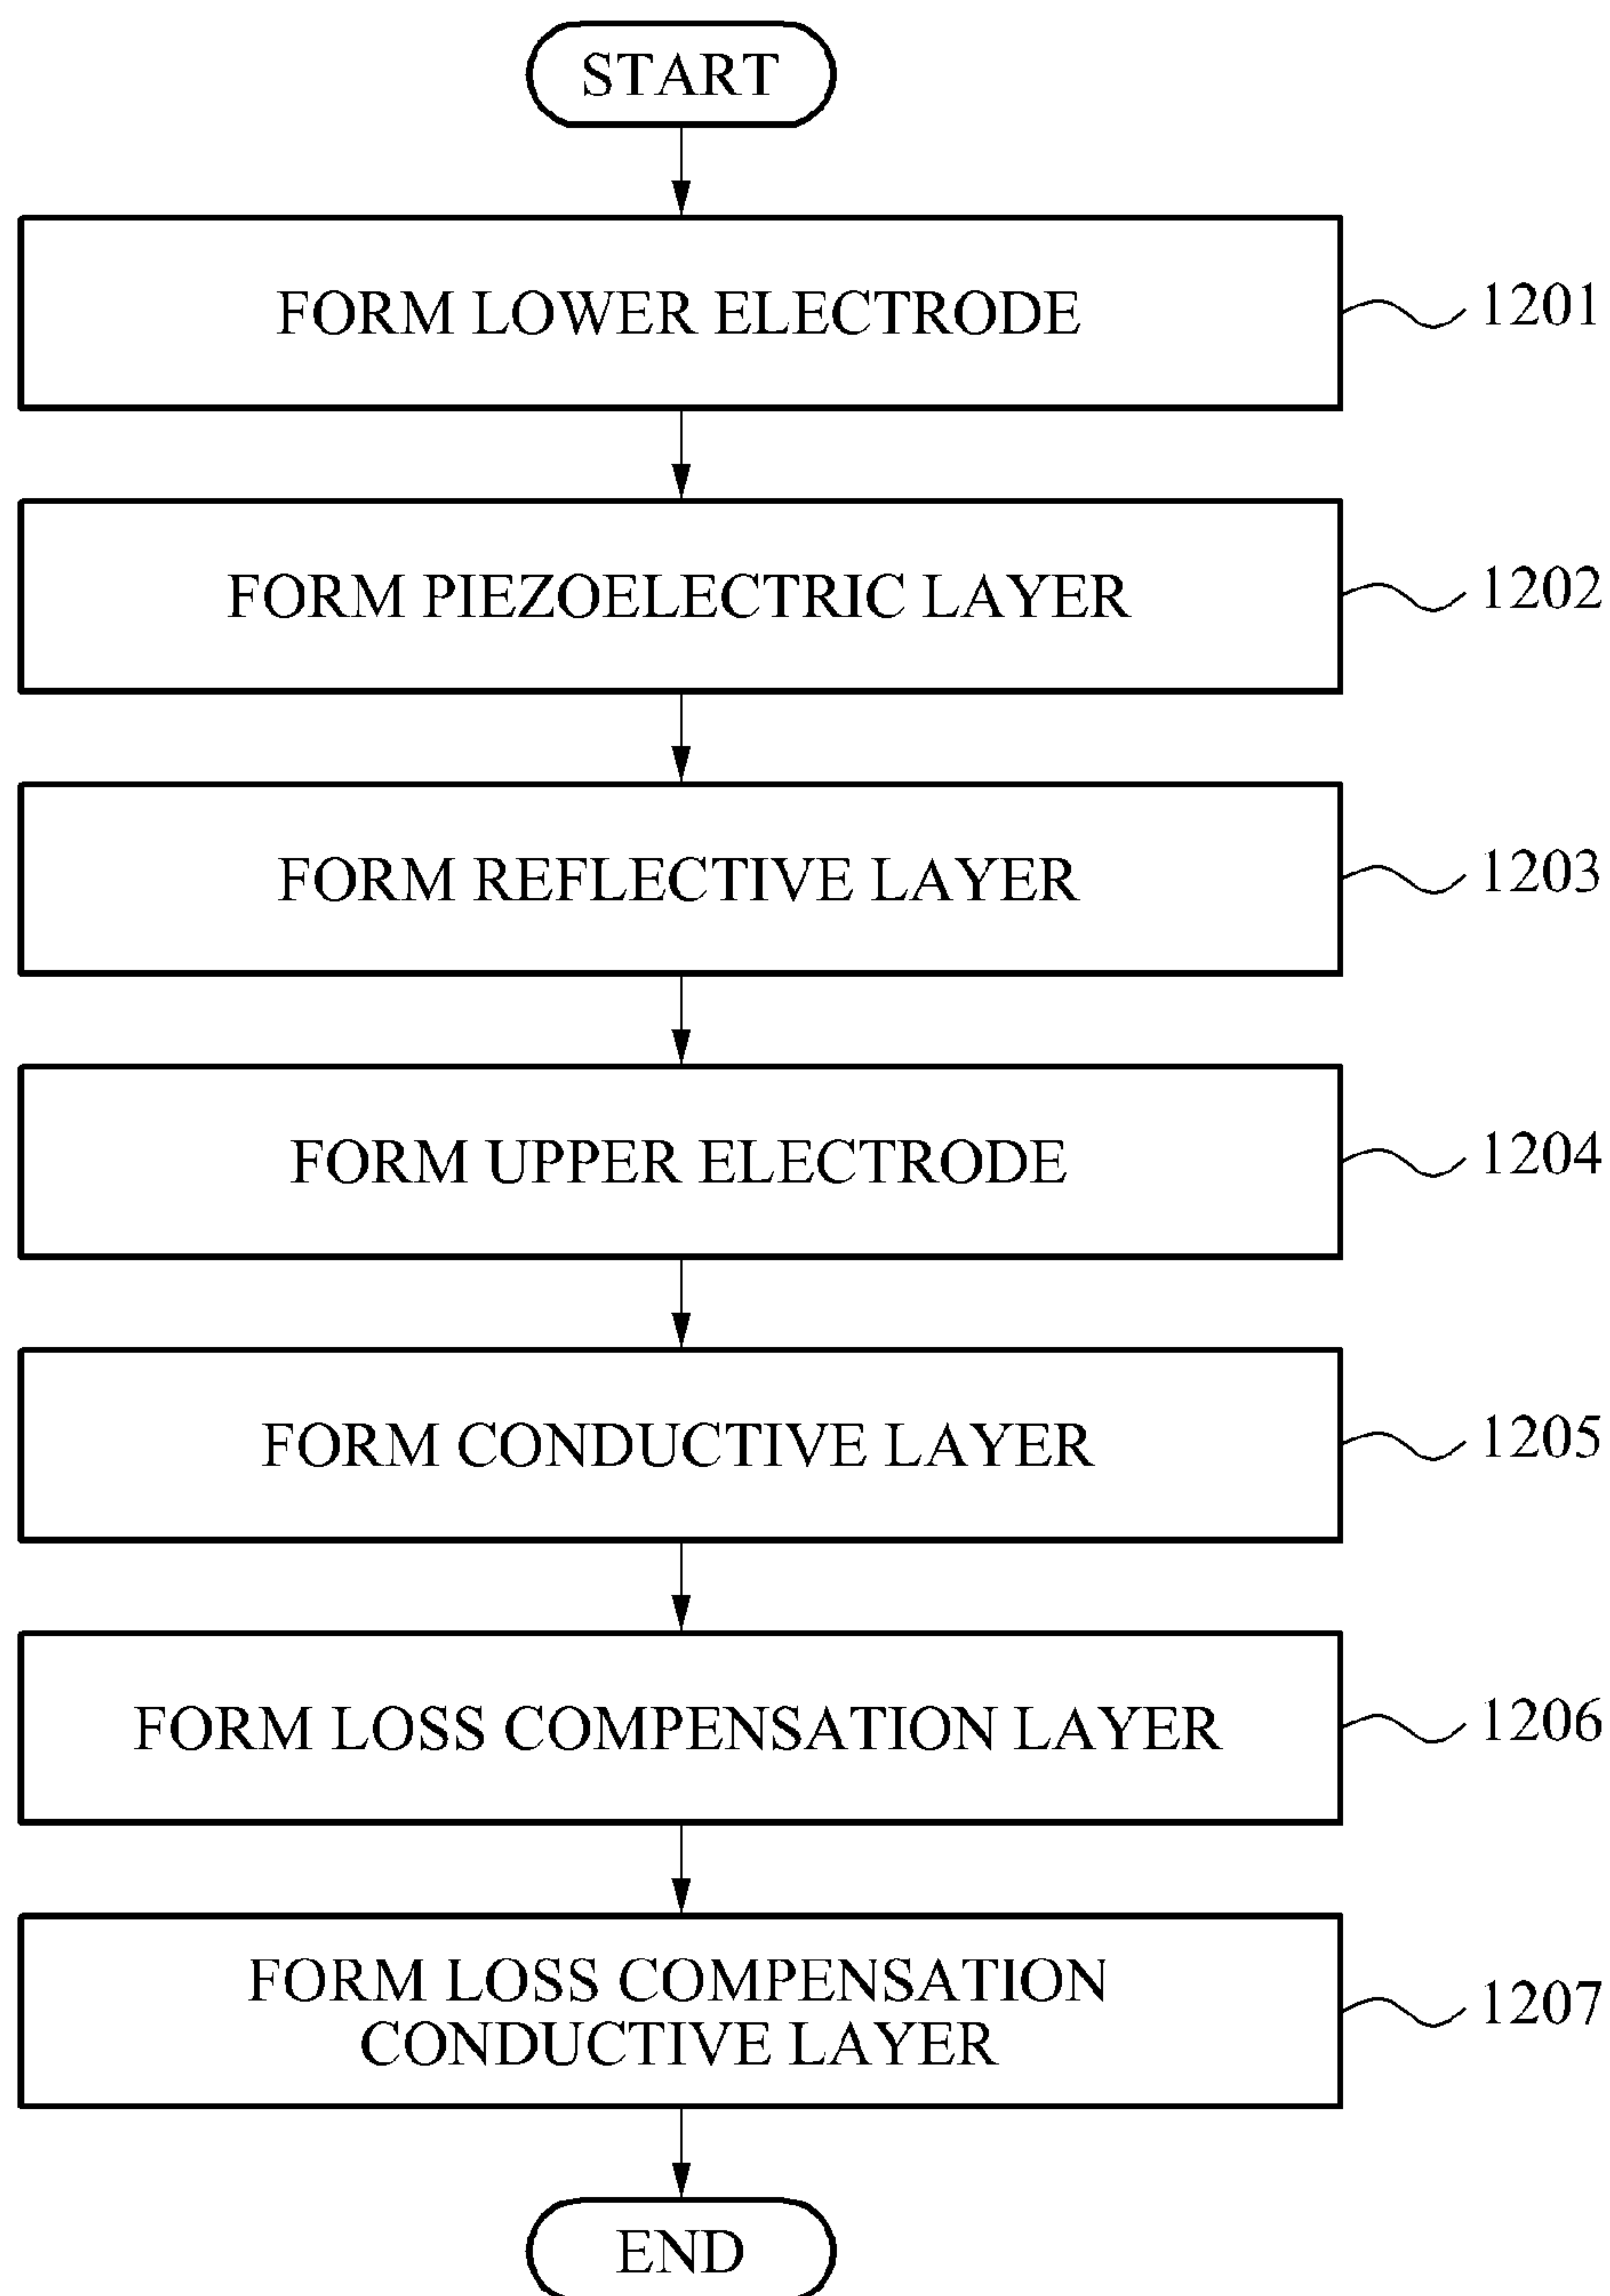 START
FORM LOWER ELECTRODE
1201
FORM PIEZOELECTRIC LAYER
1202
FORM REFLECTIVE LAYER
1203
FORM UPPER ELECTRODE
1204
FORM CONDUCTIVE LAYER
1205
FORM LOSS COMPENSATION LAYER
1206
FORM LOSS COMPENSATION
CONDUCTIVE LAYER
1207
END